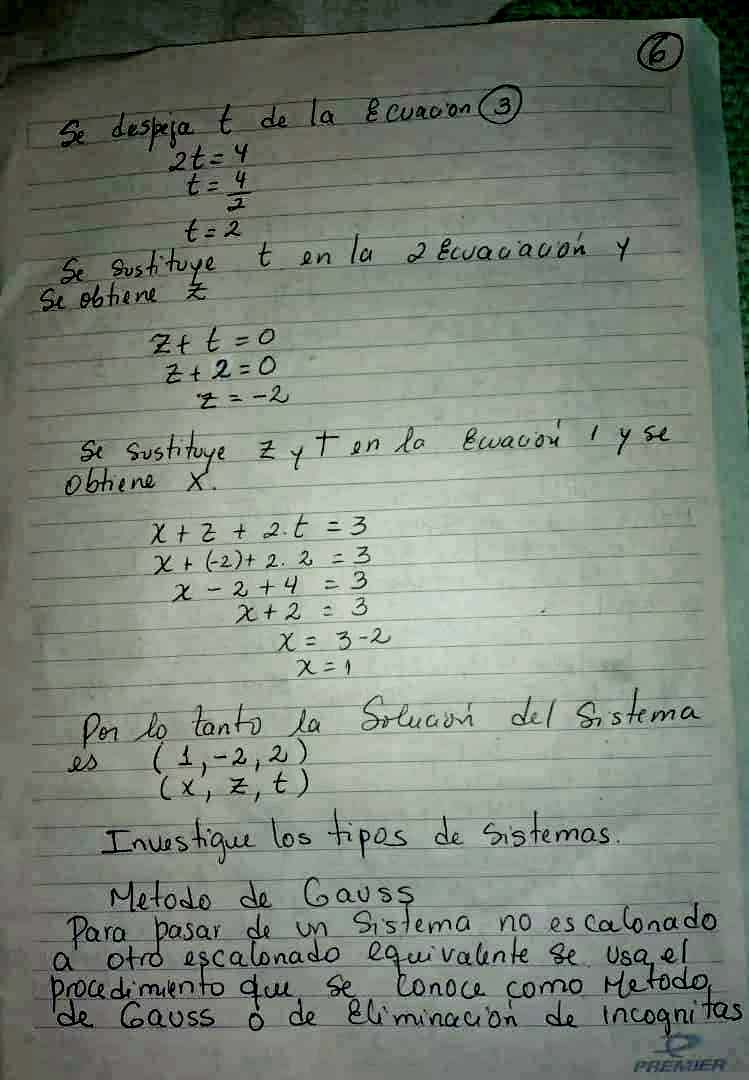 6
Se despeja t de la Ecuacion 3
2t = 4
t = 4/2
t = 2
Se sustituye t en la 2 Ecuaciación y
Se obtiene z
z + t = 0
z + 2 = 0
z = -2
Se sustituye z y t en la Ecuación 1 y se
Obtiene X.
x + z + 2.t = 3
x + (-2) + 2.2 = 3
x - 2 + 4 = 3
x + 2 = 3
x = 3-2
x = 1
Por lo tanto la Solución del Sistema
es (1, -2, 2)
(x, z, t)
Investigue los tipos de Sistemas.
Metodo de Gauss
Para pasar de un Sistema no escalonado
a otro escalonado equivalente se usa el
procedimiento que se conoce como Metodo
de Gauss o de Eliminación de incognitas
PREMIER